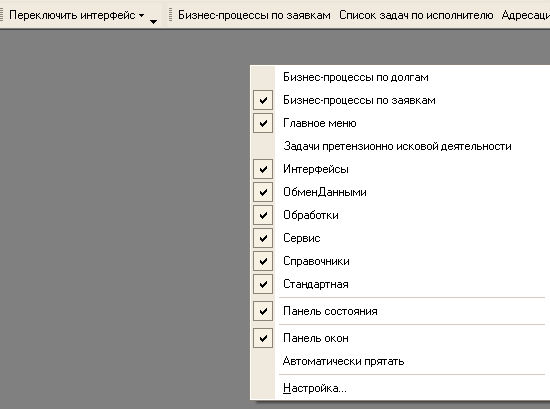 Переключить интерфейс Бизнес-процессы по заявкам Список задач по исполнителю Адресаци
Бизнес-процессы по долгам
Бизнес-процессы по заявкам
Главное меню
Задачи претензионно исковой деятельности
Интерфейсы
ОбменДанными
Обработки
Сервис
Справочники
Стандартная
Панель состояния
Панель окон
Автоматически прятать
Настройка...